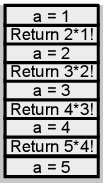 a = 1
Return 2*1!
a = 2
Return 3*2!
a = 3
Return 4*3!
a = 4
Return 5*4!
a = 5